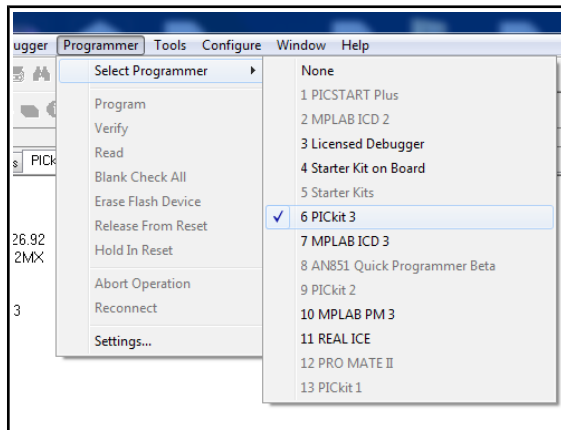 ugger Programmer Tools Configure Window Help
Select Programmer
None
1 PICSTART Plus
2 MPLAB ICD 2
3 Licensed Debugger
4 Starter Kit on Board
5 Starter Kits
6 PICkit 3
7 MPLAB ICD 3
8 AN851 Quick Programmer Beta
9 PICkit 2
10 MPLAB PM 3
11 REAL ICE
12 PRO MATE II
13 PICkit 1
Program
Verify
Read
Blank Check All
Erase Flash Device
Release From Reset
Hold In Reset
Abort Operation
Reconnect
Settings...
s PICk
26.92
2MX
3